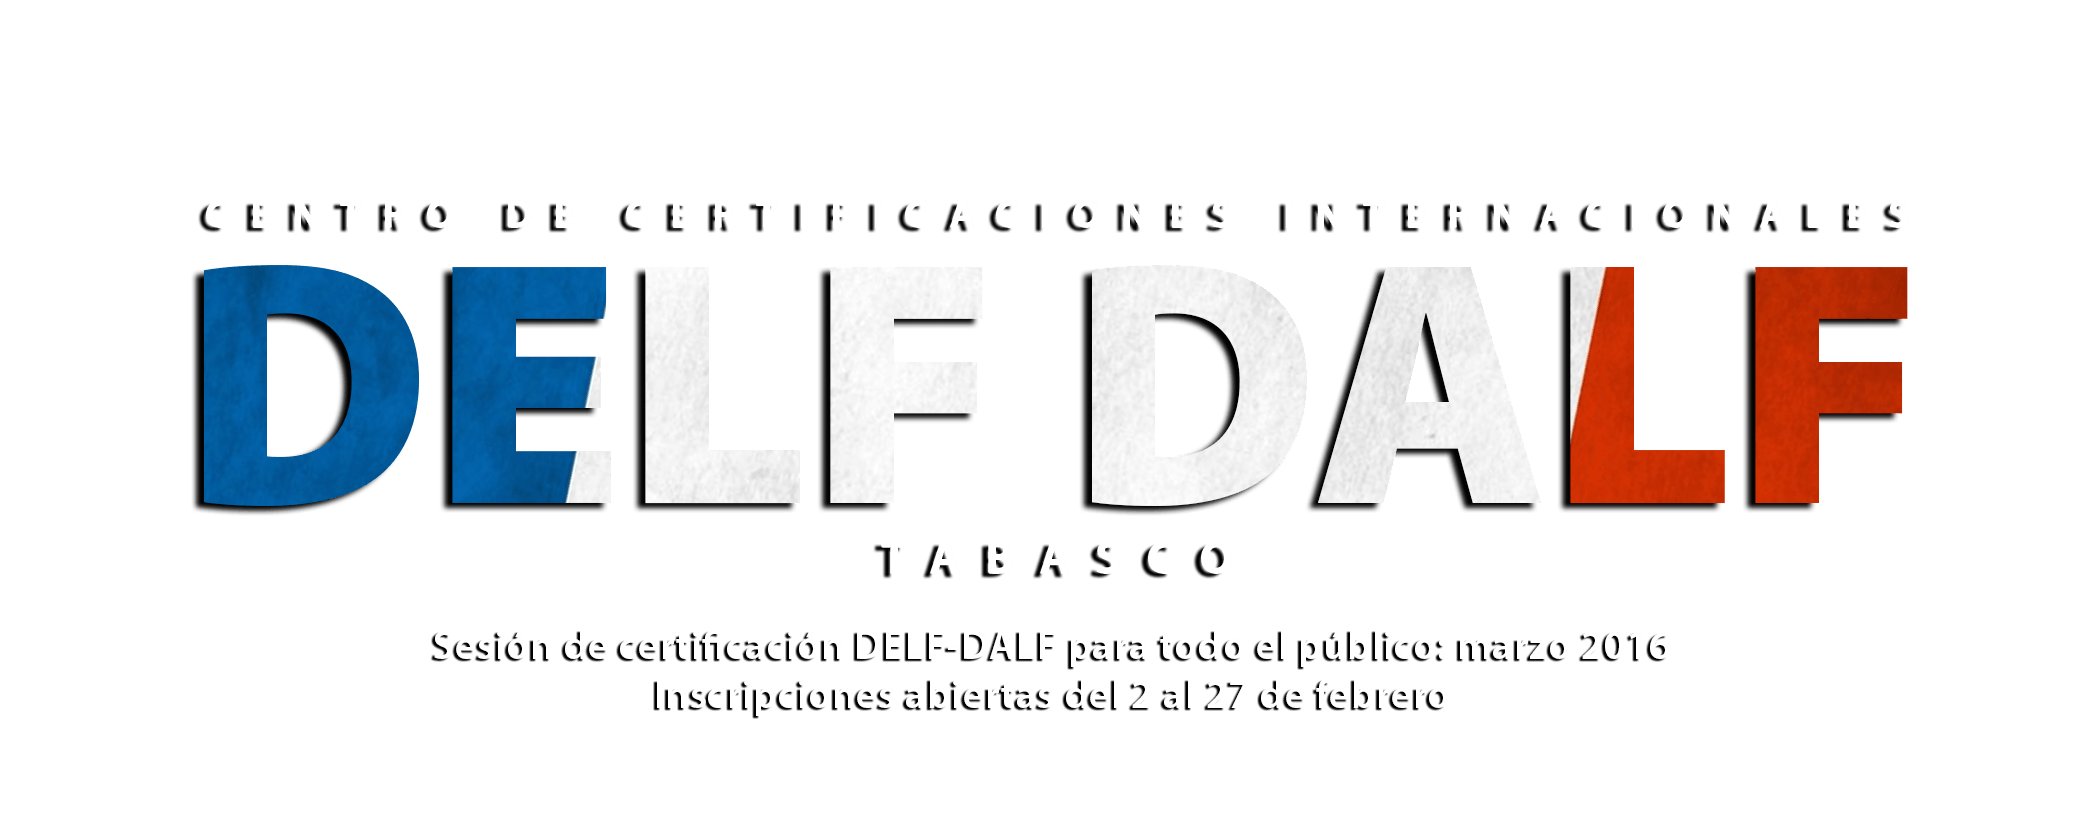 CENTRO DE CERTIFICACIONES INTERNACIONALES
DELF DALF
TABASCO
Sesión de certificación DELF-DALF para todo el público: marzo 2016
Inscripciones abiertas del 2 al 27 de febrero